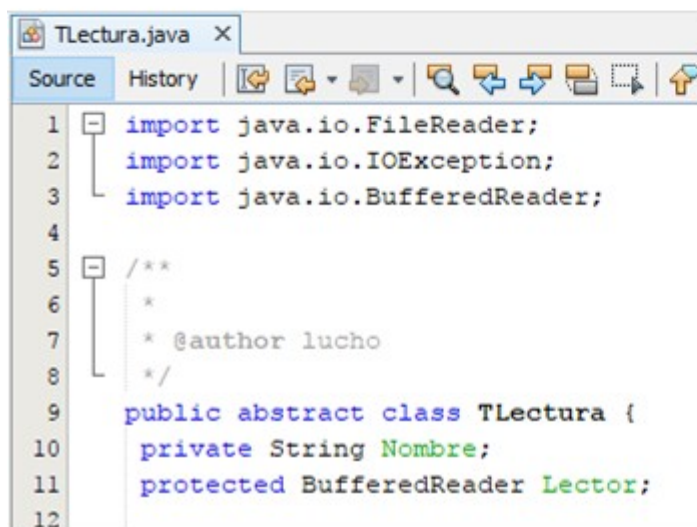 TLectura.java X
Source History
1 import java.io.FileReader;
2 import java.io.IOException;
3 import java.io.BufferedReader;
4
5 /**
6 *
7 * @author lucho
8 */
9 public abstract class TLectura {
10 private String Nombre;
11 protected BufferedReader Lector;
12